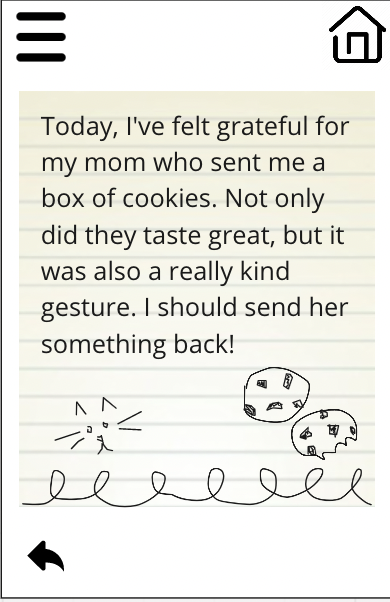 Today, I've felt grateful for
my mom who sent me a
box of cookies. Not only
did they taste great, but it
was also a really kind
gesture. I should send her
something back!